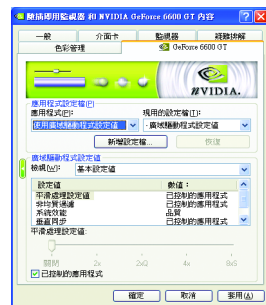 隨插即用監視器 和 NVIDIA GeForce 6600 GT 內容
一般
介面卡
監視器
疑難排解
色彩管理
GeForce 6600 GT
NVIDIA.
應用程式設定檔(P)
應用程式(P):
現用的設定檔(T):
使用廣域驅動程式設定值
- 廣域驅動程式設定值
新增設定檔...
恢復
廣域驅動程式設定值
檢視(W):
基本設定值
設定值
數值：
平滑處理設定值
已控制的應用程式
非均質過濾
已控制的應用程式
系統效能
品質
垂直同步
已控制的應用程式
平滑處理設定值:
關閉
2x
2xQ
4x
8xS
已控制的應用程式
確定
取消
套用(A)